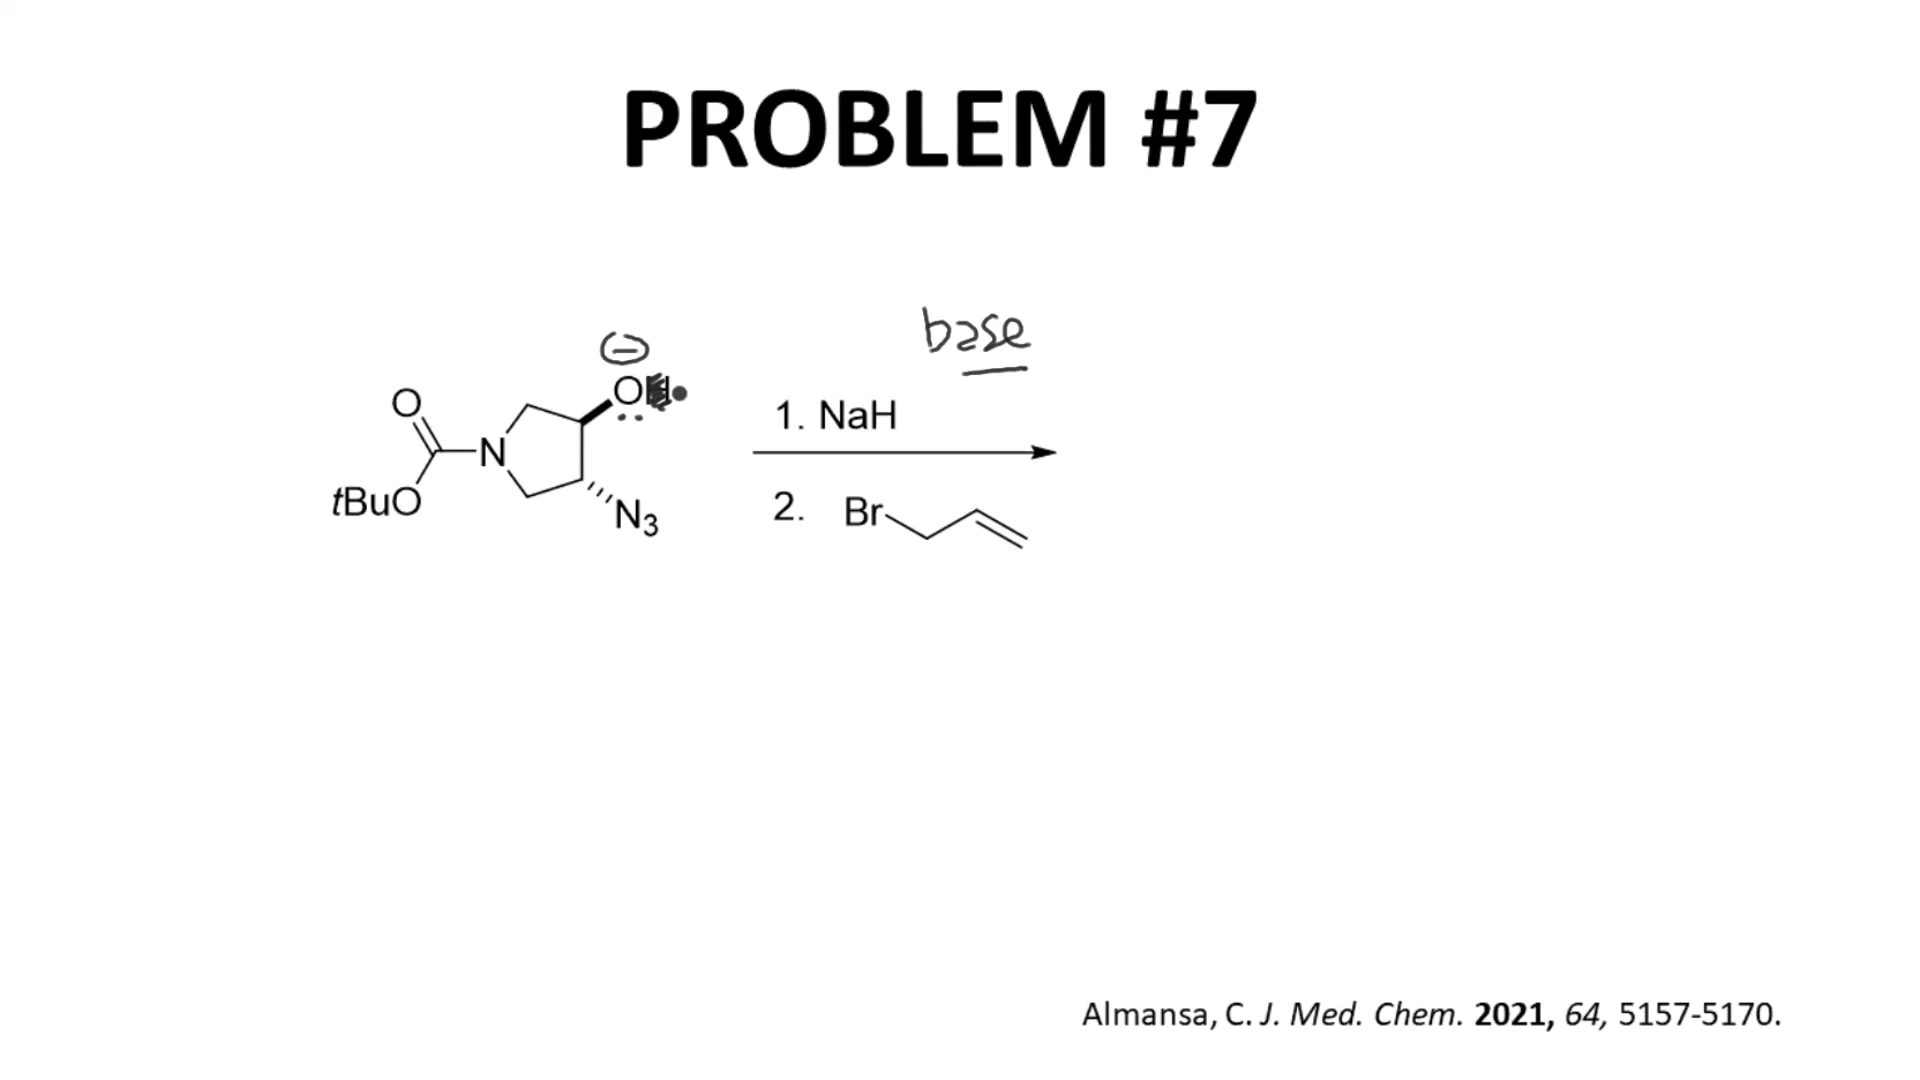 PROBLEM #7
base
⊖
OH
O
1. NaH
N
tBuO
N3
2. Br
Almansa, C. J. Med. Chem. 2021, 64, 5157-5170.